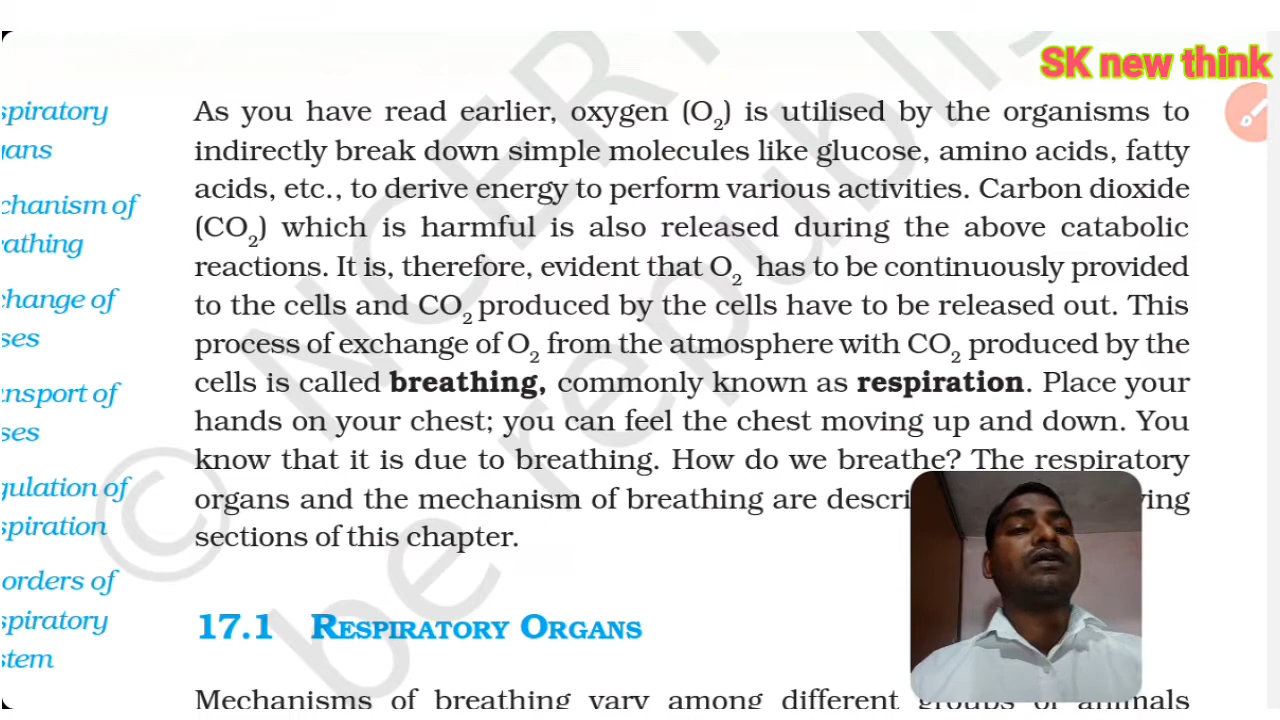 SK new think
spiratory
As you have read earlier, oxygen (O2) is utilised by the organisms to
indirectly break down simple molecules like glucose, amino acids, fatty
acids, etc., to derive energy to perform various activities. Carbon dioxide
(CO2) which is harmful is also released during the above catabolic
reactions. It is, therefore, evident that O2 has to be continuously provided
to the cells and CO2 produced by the cells have to be released out. This
process of exchange of O2 from the atmosphere with CO2 produced by the
cells is called breathing, commonly known as respiration. Place your
hands on your chest; you can feel the chest moving up and down. You
know that it is due to breathing. How do we breathe? The respiratory
organs and the mechanism of breathing are descri ving
sections of this chapter.
17.1 RESPIRATORY ORGANS
Mechanisms of breathing vary among different groups of animals
ans
chanism of
athing
change of
ses
nsport of
ses
gulation of
spiration
orders of
spiratory
stem
© NCERT
be republis